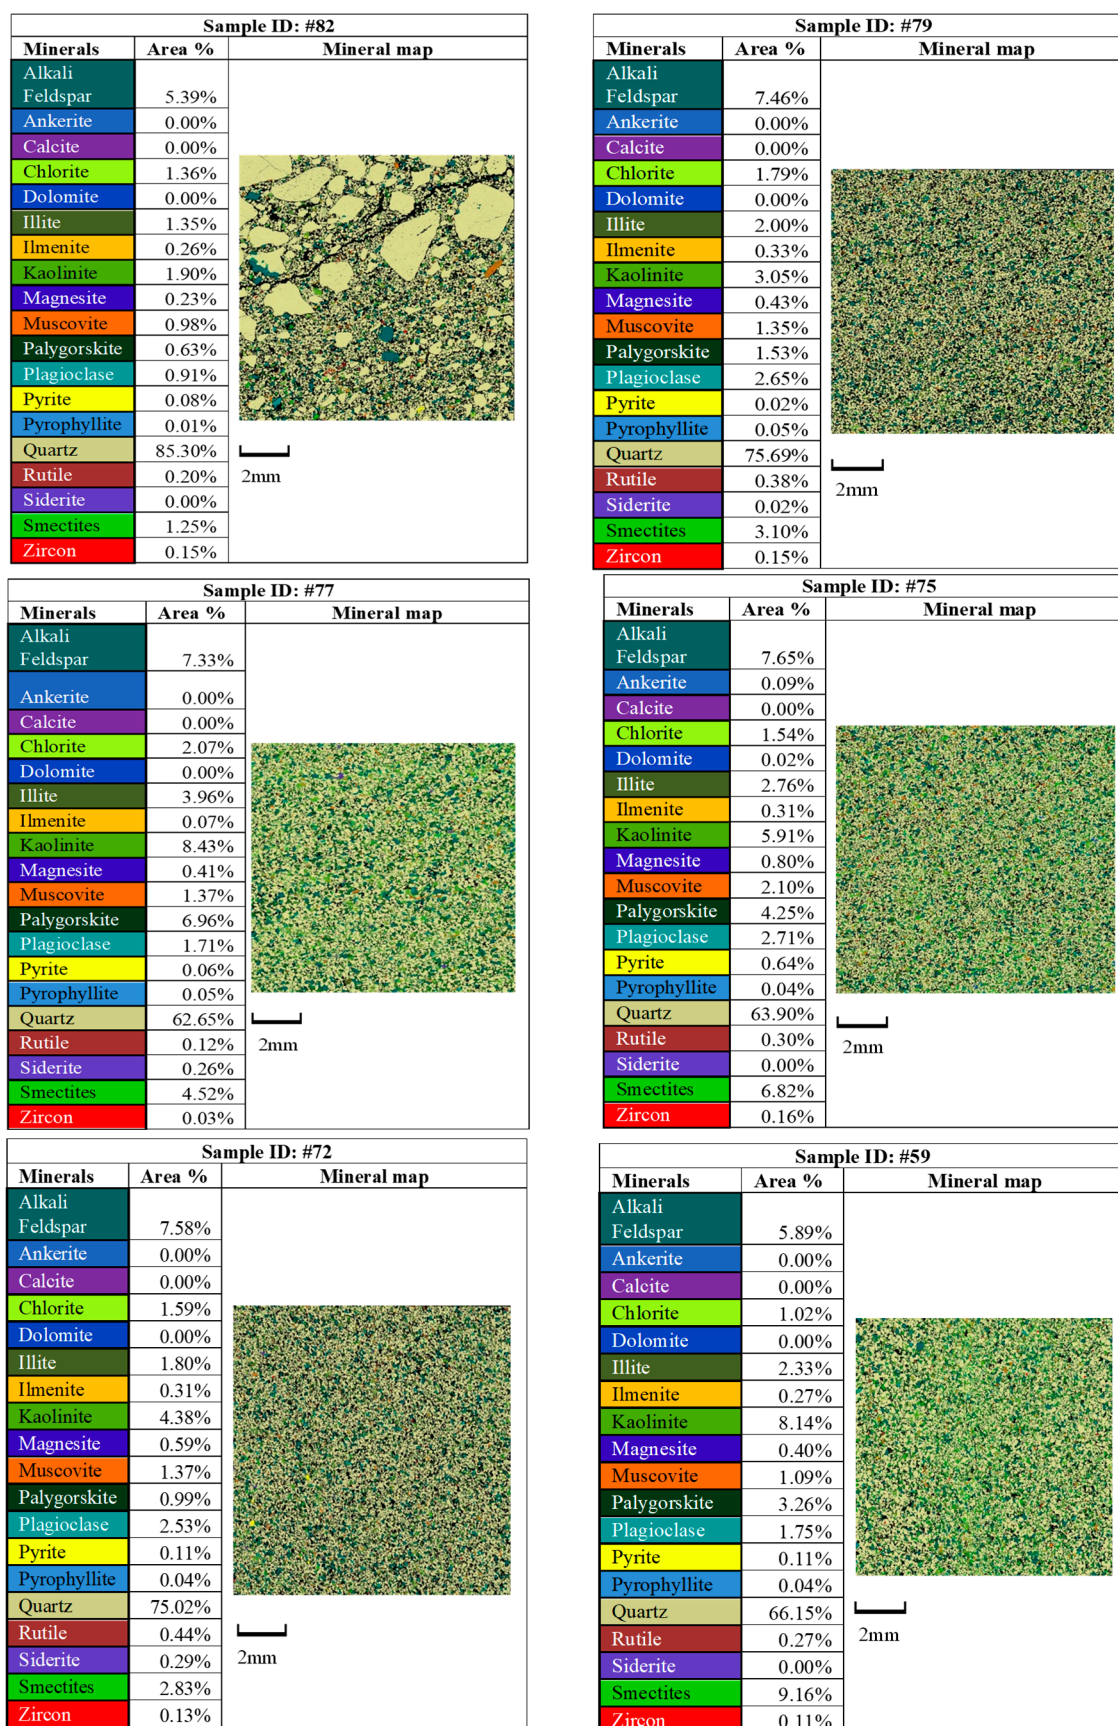 Sample ID: #82
Minerals Area % Mineral map
Alkali
Feldspar 5.39%
Ankerite 0.00%
Calcite 0.00%
Chlorite 1.36%
Dolomite 0.00%
Illite 1.35%
Ilmenite 0.26%
Kaolinite 1.90%
Magnesite 0.23%
Muscovite 0.98%
Palygorskite 0.63%
Plagioclase 0.91%
Pyrite 0.08%
Pyrophyllite 0.01%
Quartz 85.30%
Rutile 0.20%
Siderite 0.00%
Smectites 1.25%
Zircon 0.15%
2mm
Sample ID: #79
Minerals Area % Mineral map
Alkali
Feldspar 7.46%
Ankerite 0.00%
Calcite 0.00%
Chlorite 1.79%
Dolomite 0.00%
Illite 2.00%
Ilmenite 0.33%
Kaolinite 3.05%
Magnesite 0.43%
Muscovite 1.35%
Palygorskite 1.53%
Plagioclase 2.65%
Pyrite 0.02%
Pyrophyllite 0.05%
Quartz 75.69%
Rutile 0.38%
Siderite 0.02%
Smectites 3.10%
Zircon 0.15%
2mm
Sample ID: #77
Minerals Area % Mineral map
Alkali
Feldspar 7.33%
Ankerite 0.00%
Calcite 0.00%
Chlorite 2.07%
Dolomite 0.00%
Illite 3.96%
Ilmenite 0.07%
Kaolinite 8.43%
Magnesite 0.41%
Muscovite 1.37%
Palygorskite 6.96%
Plagioclase 1.71%
Pyrite 0.06%
Pyrophyllite 0.05%
Quartz 62.65%
Rutile 0.12%
Siderite 0.26%
Smectites 4.52%
Zircon 0.03%
2mm
Sample ID: #75
Minerals Area % Mineral map
Alkali
Feldspar 7.65%
Ankerite 0.09%
Calcite 0.00%
Chlorite 1.54%
Dolomite 0.02%
Illite 2.76%
Ilmenite 0.31%
Kaolinite 5.91%
Magnesite 0.80%
Muscovite 2.10%
Palygorskite 4.25%
Plagioclase 2.71%
Pyrite 0.64%
Pyrophyllite 0.04%
Quartz 63.90%
Rutile 0.30%
Siderite 0.00%
Smectites 6.82%
Zircon 0.16%
2mm
Sample ID: #72
Minerals Area % Mineral map
Alkali
Feldspar 7.58%
Ankerite 0.00%
Calcite 0.00%
Chlorite 1.59%
Dolomite 0.00%
Illite 1.80%
Ilmenite 0.31%
Kaolinite 4.38%
Magnesite 0.59%
Muscovite 1.37%
Palygorskite 0.99%
Plagioclase 2.53%
Pyrite 0.11%
Pyrophyllite 0.04%
Quartz 75.02%
Rutile 0.44%
Siderite 0.29%
Smectites 2.83%
Zircon 0.13%
2mm
Sample ID: #59
Minerals Area % Mineral map
Alkali
Feldspar 5.89%
Ankerite 0.00%
Calcite 0.00%
Chlorite 1.02%
Dolomite 0.00%
Illite 2.33%
Ilmenite 0.27%
Kaolinite 8.14%
Magnesite 0.40%
Muscovite 1.09%
Palygorskite 3.26%
Plagioclase 1.75%
Pyrite 0.11%
Pyrophyllite 0.04%
Quartz 66.15%
Rutile 0.27%
Siderite 0.00%
Smectites 9.16%
Zircon 0.11%
2mm